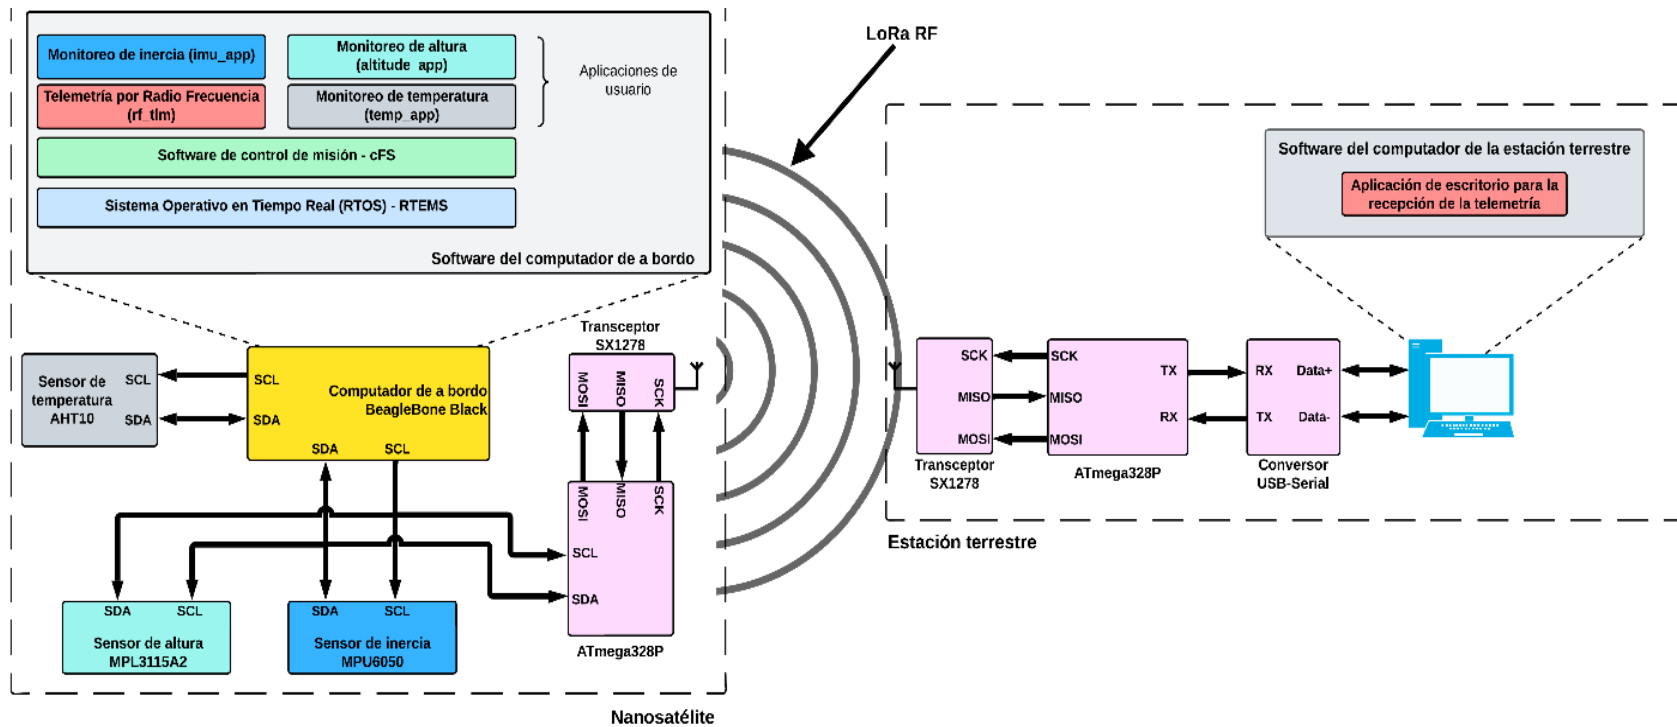 Monitoreo de inercia (imu_app)
Monitoreo de altura
(altitude_app)
Telemetría por Radio Frecuencia
(rf_tlm)
Monitoreo de temperatura
(temp_app)
Aplicaciones de
usuario
Software de control de misión - cFS
Sistema Operativo en Tiempo Real (RTOS) - RTEMS
Software del computador de a bordo
LoRa RF
Software del computador de la estación terrestre
Aplicación de escritorio para la
recepción de la telemetría
Sensor de
temperatura
AHT10
SCL
SDA
SCL
SDA
Computador de a bordo
BeagleBone Black
SDA
SCL
Transceptor
SX1278
MOSI
MISO
SCK
MOSI
MISO
SCK
SCL
SDA
ATmega328P
SDA
SCL
Sensor de altura
MPL3115A2
SDA
SCL
Sensor de inercia
MPU6050
Nanosatélite
SCK
MISO
MOSI
Transceptor
SX1278
SCK
MISO
MOSI
TX
RX
ATmega328P
RX
TX
Data+
Data-
Conversor
USB-Serial
Estación terrestre